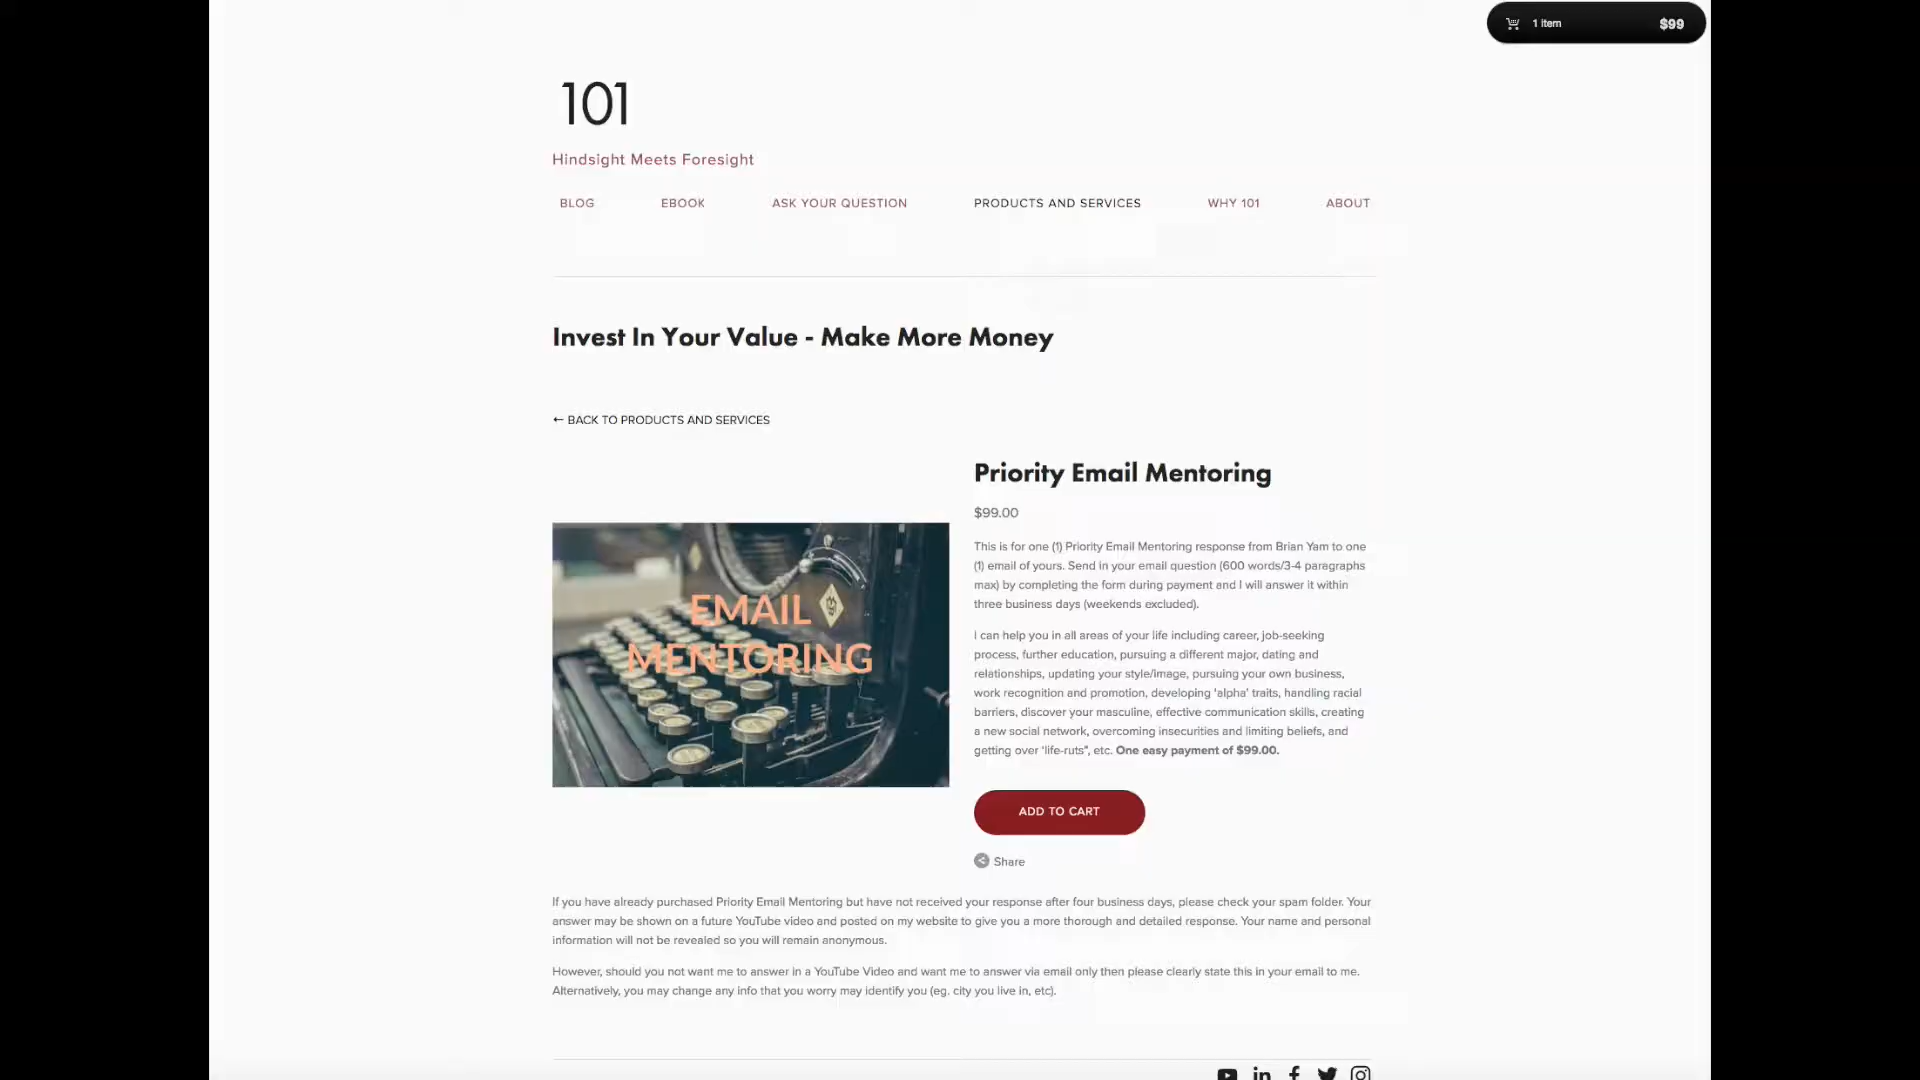 1 item $99
101
Hindsight Meets Foresight
BLOG EBOOK ASK YOUR QUESTION PRODUCTS AND SERVICES WHY 101 ABOUT
Invest In Your Value - Make More Money
← BACK TO PRODUCTS AND SERVICES
EMAIL
MENTORING
Priority Email Mentoring
$99.00
This is for one (1) Priority Email Mentoring response from Brian Yam to one
(1) email of yours. Send in your email question (600 words/3-4 paragraphs
max) by completing the form during payment and I will answer it within
three business days (weekends excluded).
I can help you in all areas of your life including career, job-seeking
process, further education, pursuing a different major, dating and
relationships, updating your style/image, pursuing your own business,
work recognition and promotion, developing 'alpha' traits, handling racial
barriers, discover your masculine, effective communication skills, creating
a new social network, overcoming insecurities and limiting beliefs, and
getting over 'life-ruts", etc. One easy payment of $99.00.
ADD TO CART
Share
If you have already purchased Priority Email Mentoring but have not received your response after four business days, please check your spam folder. Your
answer may be shown on a future YouTube video and posted on my website to give you a more thorough and detailed response. Your name and personal
information will not be revealed so you will remain anonymous.
However, should you not want me to answer in a YouTube Video and want me to answer via email only then please clearly state this in your email to me.
Alternatively, you may change any info that you worry may identify you (eg. city you live in, etc).